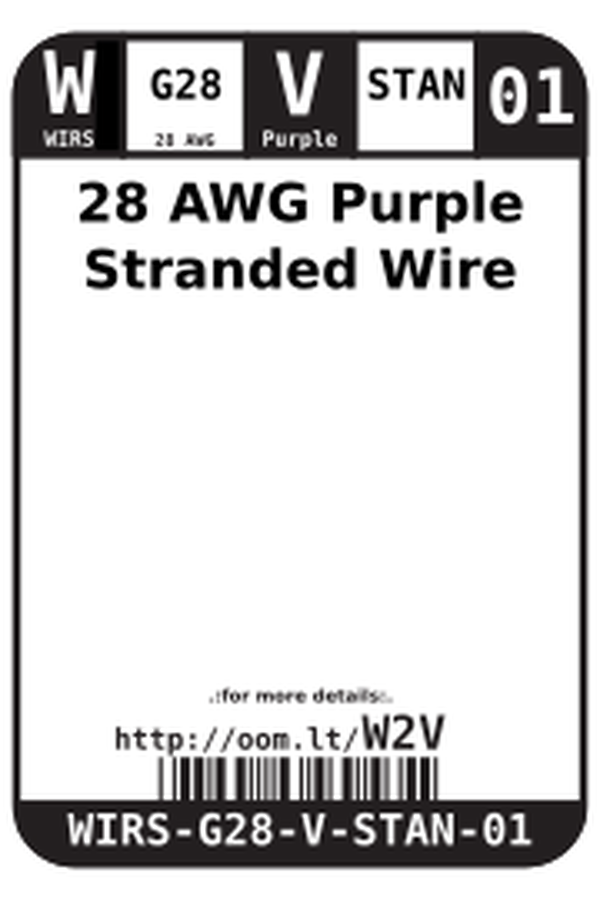 W G28 V STAN 01
WIRS 28 AWG Purple
28 AWG Purple
Stranded Wire
.:for more details:.
http://oom.lt/W2V
WIRS-G28-V-STAN-01